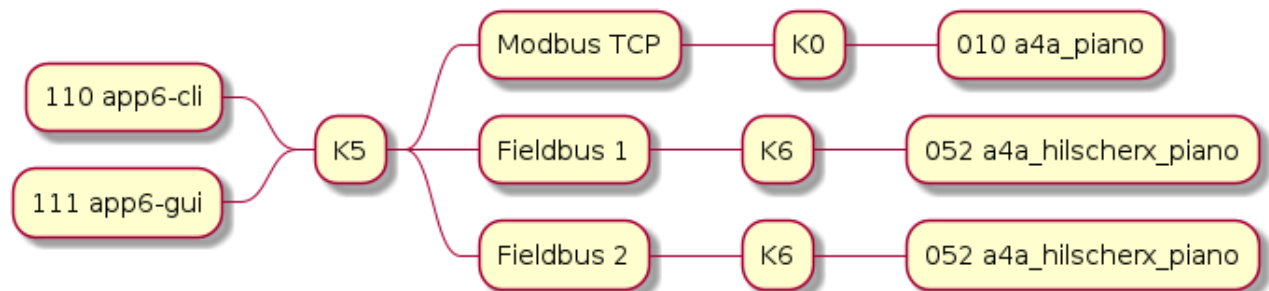 110 app6-cli
111 app6-gui
K5
Modbus TCP
K0
010 a4a_piano
Fieldbus 1
K6
052 a4a_hilscherx_piano
Fieldbus 2
K6
052 a4a_hilscherx_piano